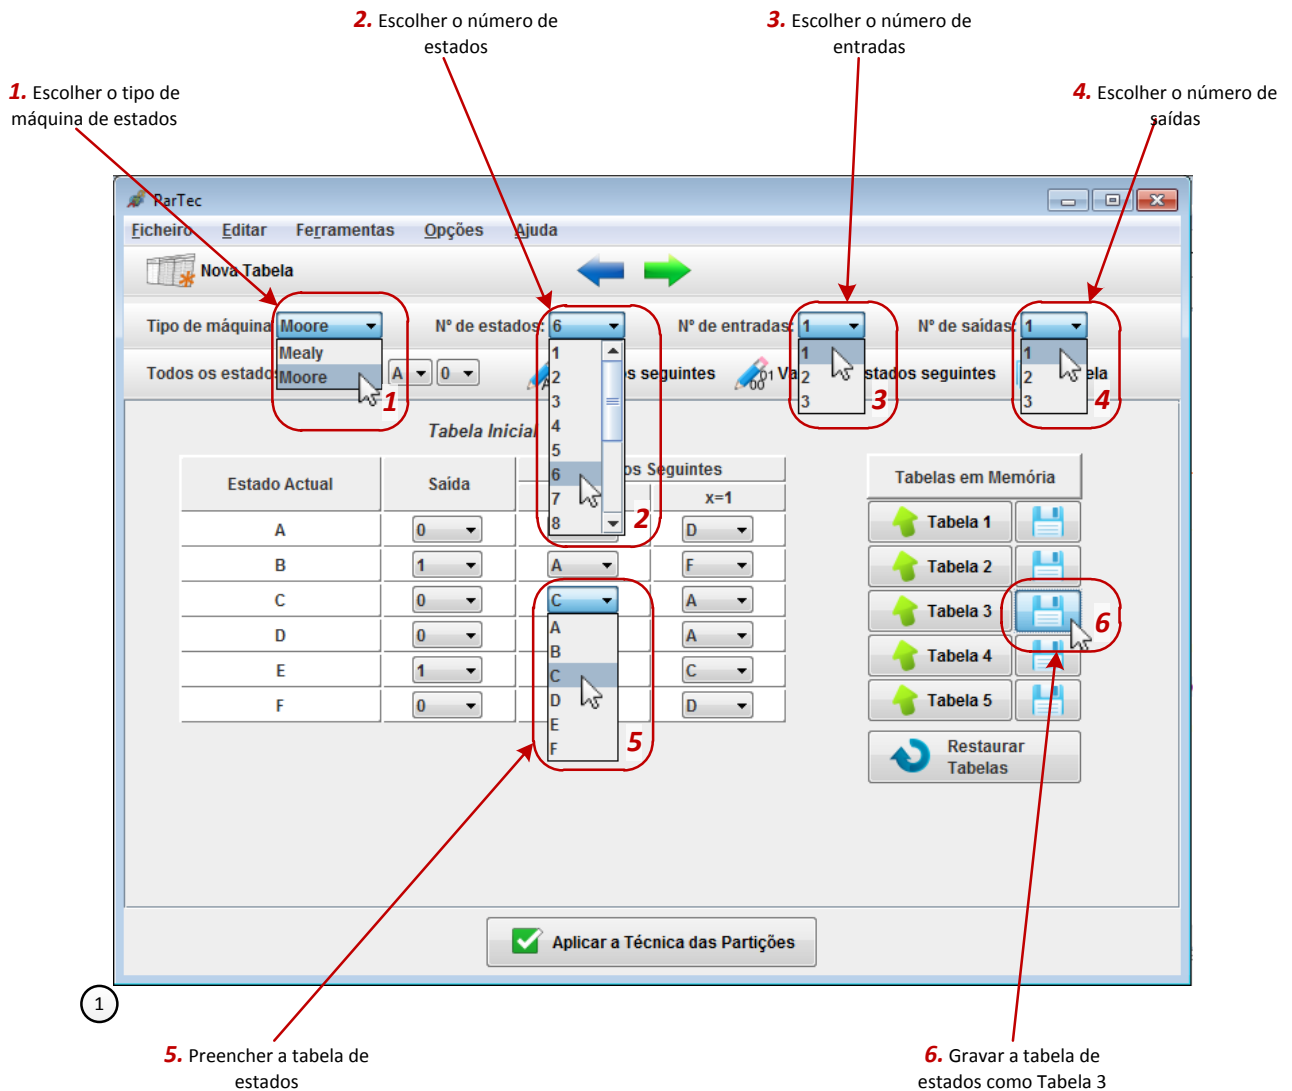 2. Escolher o número de
estados
3. Escolher o número de
entradas
1. Escolher o tipo de
máquina de estados
4. Escolher o número de
saídas
ParTec
Ficheiro Editar Ferramentas Opções Ajuda
Nova Tabela
Tipo de máquina Moore Nº de estados: 6 Nº de entradas: 1 Nº de saídas: 1
Mealy
Moore
1
1
2
3
4
5
6
7
8
2
1
2
3
3
1
2
3
4
Todos os estados A 0 seguintes 01 00 estados seguintes
Tabela Inicial
Estado Actual Saída Seguintes
x=1
A 0 D
B 1 A F
C 0 C A
D 0 A
E 1 C
F 0 D
A
B
C
D
E
F
5
Tabelas em Memória
Tabela 1
Tabela 2
Tabela 3
6
Tabela 4
Tabela 5
Restaurar
Tabelas
Aplicar a Técnica das Partições
1
5. Preencher a tabela de
estados
6. Gravar a tabela de
estados como Tabela 3